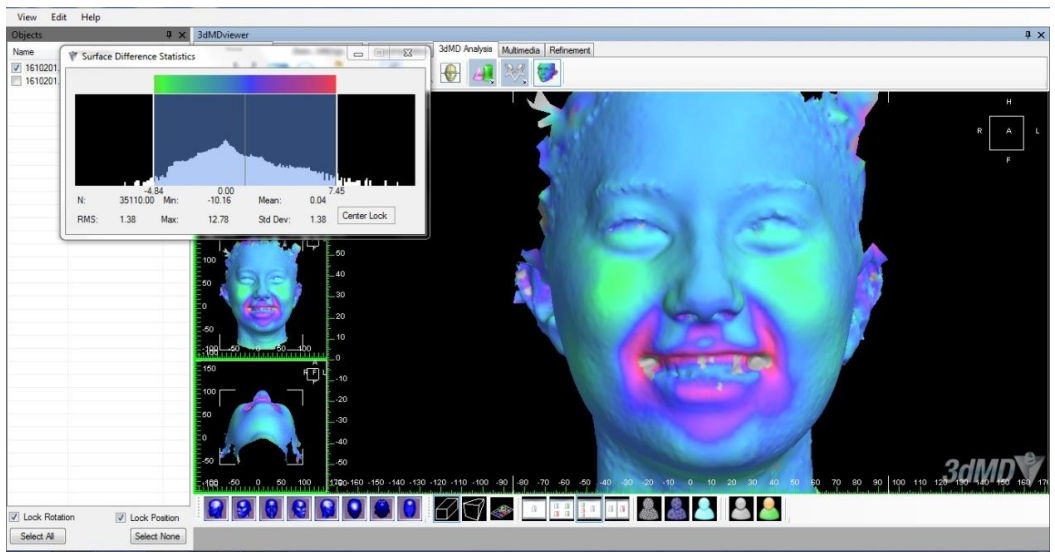 View Edit Help
Objects
3dMDviewer
Name
1610201.
1610201.
Surface Difference Statistics
3dMD Analysis Multimedia Refinement
-4.84 0.00 7.45
N: 35110.00 Min: -10.16 Mean: 0.04
RMS: 1.38 Max: 12.78 Std Dev: 1.38 Center Lock
H
R A L
F
100
50
0
-50
-100 -50 0 50 100
50
30
20
10
0
-10
-20
-30
-40
-50
A
R F L
150
100
50
0
-50
-100 -50 0 50 100
-160 -150 -140 -130 -120 -110 -100 -90 -80 -70 -60 -50 -40 -30 -20 -10 0 10 20 30 40 50 60 70 80 90 100 110 120 130 140 150 160 170
3dMD
Lock Rotation Lock Position
Select All Select None